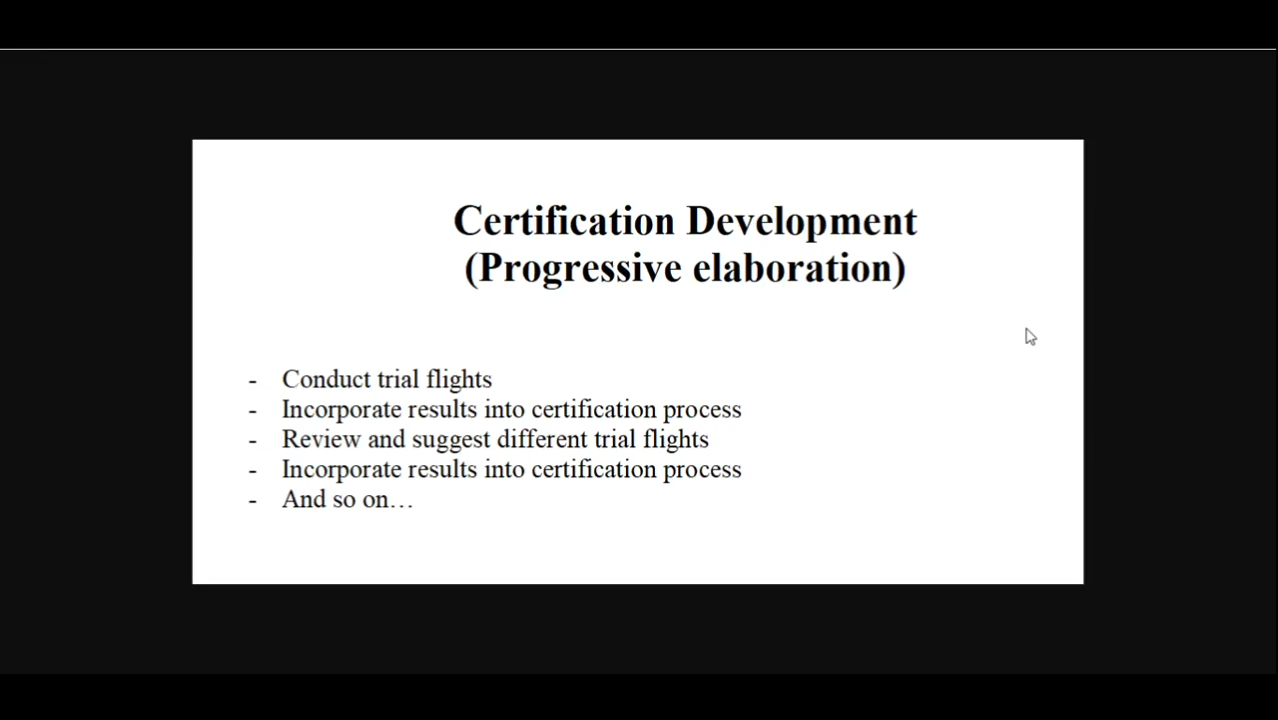 Certification Development
(Progressive elaboration)
- Conduct trial flights
- Incorporate results into certification process
- Review and suggest different trial flights
- Incorporate results into certification process
- And so on…